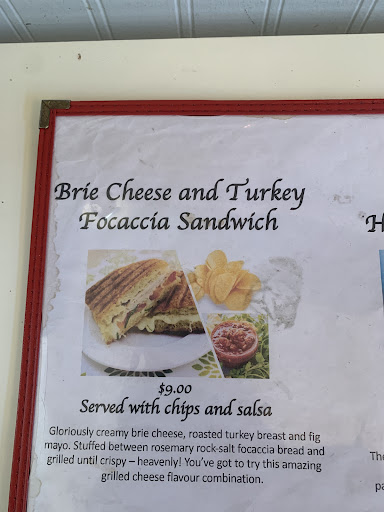 Brie Cheese and Turkey
Focaccia Sandwich
H
$9.00
Served with chips and salsa
Gloriously creamy brie cheese, roasted turkey breast and fig
mayo. Stuffed between rosemary rock-salt focaccia bread and
grilled until crispy – heavenly! You've got to try this amazing
grilled cheese flavour combination.
The
pa